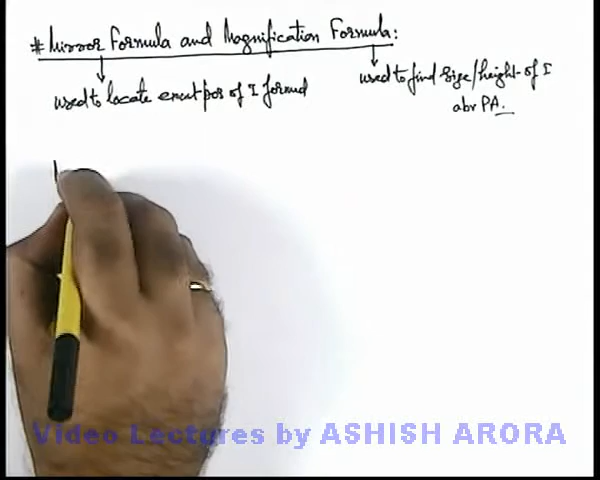 # Mirror Formula and Magnification Formula:
used to locate exact pos of I formed
used to find size/height of I
abv PA.
Video Lectures by ASHISH ARORA